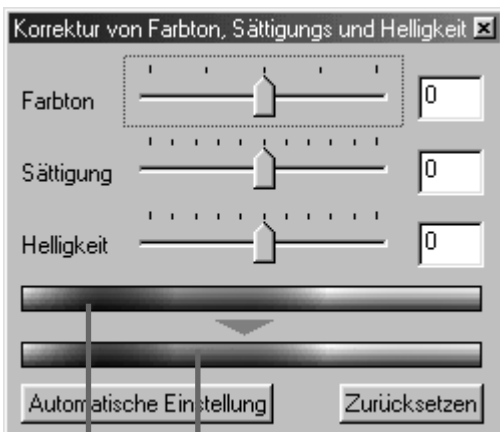 Korrektur von Farbton, Sättigungs und Helligkeit
Farbton 0
Sättigung 0
Helligkeit 0
Automatische Einstellung Zurücksetzen